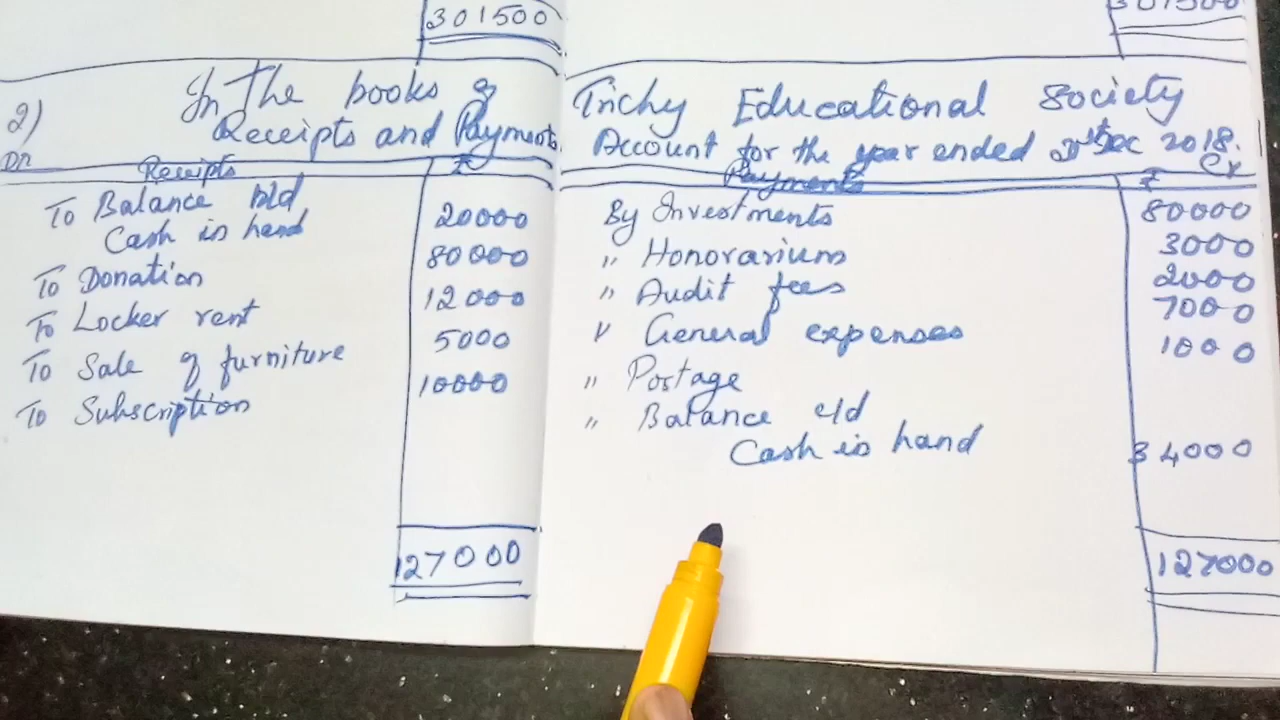 301500
301500
2) In The books of Trichy Educational Society
Receipts and Payments Account for the year ended 31st Dec 2018.
Dr Receipts ₹ Payments ₹ Cr
To Balance b/d
Cash in hand 20000
To Donation 80000
To Locker rent 12000
To Sale of furniture 5000
To Subscription 10000
127000
By Investments 80000
" Honorarium 3000
" Audit fees 2000
" General expenses 7000
" Postage 1000
" Balance c/d
Cash in hand 34000
127000